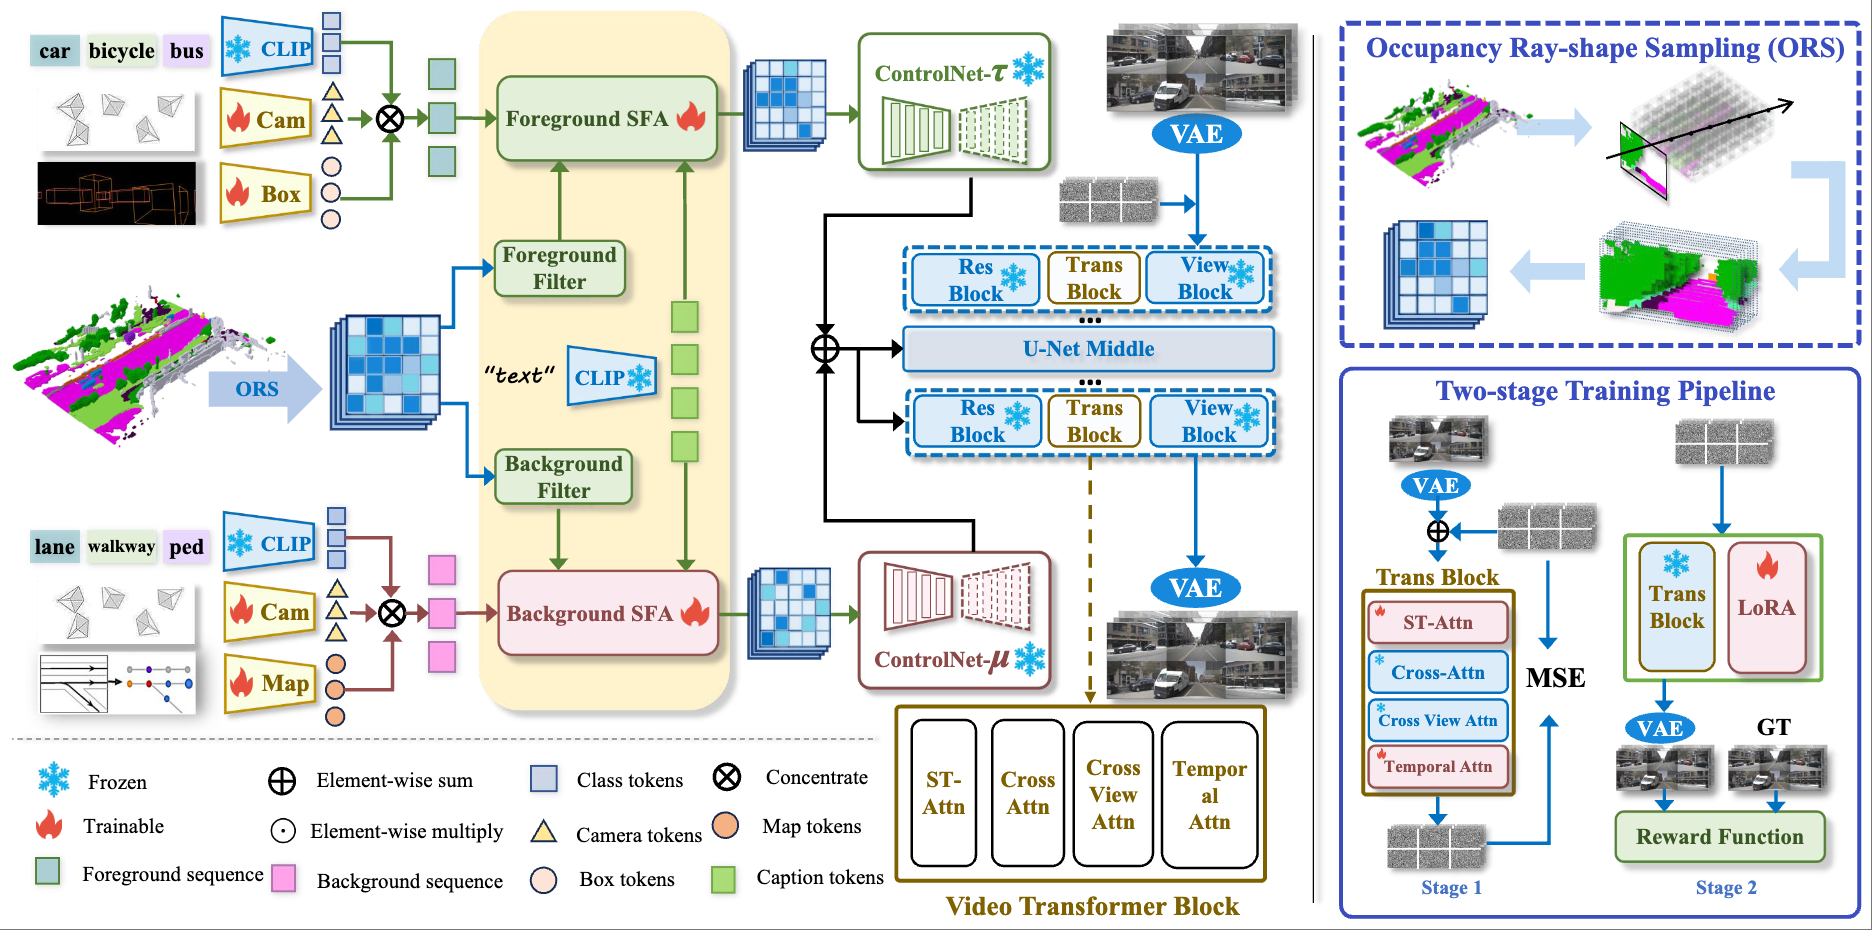 car bicycle bus
CLIP
Cam
Box
Foreground SFA
ControlNet-τ
VAE
Foreground
Filter
ORS
"text"
CLIP
Background
Filter
lane walkway ped
CLIP
Cam
Map
Background SFA
ControlNet-μ
Res
Block
Trans
Block
View
Block
...
U-Net Middle
...
Res
Block
Trans
Block
View
Block
VAE
ST-
Attn
Cross
Attn
Cross
View
Attn
Tempor
al
Attn
Video Transformer Block
Frozen
Element-wise sum
Class tokens
Concentrate
Trainable
Element-wise multiply
Camera tokens
Map tokens
Foreground sequence
Background sequence
Box tokens
Caption tokens
Occupancy Ray-shape Sampling (ORS)
Two-stage Training Pipeline
VAE
Trans Block
ST-Attn
Cross-Attn
Cross View Attn
Temporal Attn
MSE
Stage 1
Trans
Block
LoRA
VAE
GT
Reward Function
Stage 2